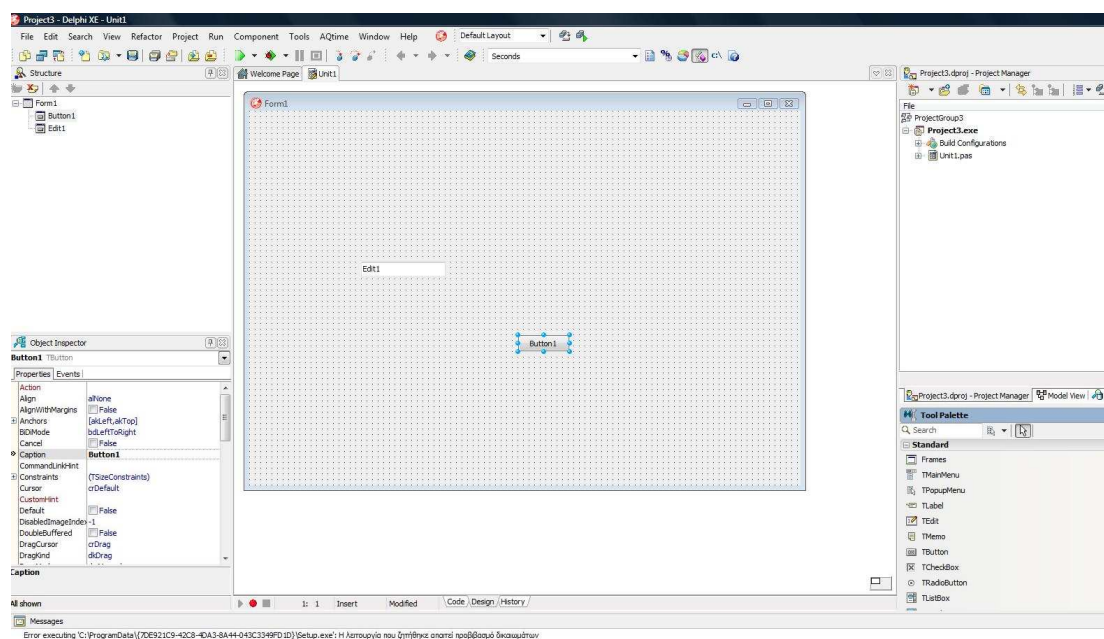 Project3 - Delphi XE - Unit1
File Edit Search View Refactor Project Run Component Tools AQtime Window Help Default Layout
Seconds
Structure
Form1
Button1
Edit1
Welcome Page Unit1
Form1
Edit1
Button1
Object Inspector
Button1 TButton
Properties Events
Action
Align alNone
AlignWithMargins False
Anchors [akLeft,akTop]
BiDiMode bdLeftToRight
Cancel False
Caption Button1
CommandLinkHint
Constraints (TSizeConstraints)
Cursor crDefault
CustomHint
Default False
DisabledImageIndex -1
DoubleBuffered False
DragCursor crDrag
DragKind dkDrag
Caption
All shown
1: 1 Insert Modified Code Design History
Project3.dproj - Project Manager
File
ProjectGroup3
Project3.exe
Build Configurations
Unit1.pas
Project3.dproj - Project Manager Model View
Tool Palette
Search
Standard
Frames
TMainMenu
TPopupMenu
TLabel
TEdit
TMemo
TButton
TCheckBox
TRadioButton
TListBox
Messages
Error executing 'C:\ProgramData\{7DE921C9-42C8-4DA3-8A44-043C3349FD1D}\Setup.exe': Η λειτουργία που ζητήθηκε απαιτεί προβιβασμό δικαιωμάτων